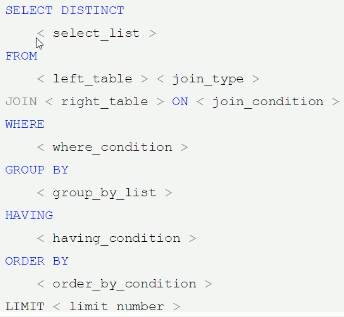 SELECT DISTINCT
< select_list >
FROM
< left_table > < join_type >
JOIN < right_table > ON < join_condition >
WHERE
< where_condition >
GROUP BY
< group_by_list >
HAVING
< having_condition >
ORDER BY
< order_by_condition >
LIMIT < limit number >